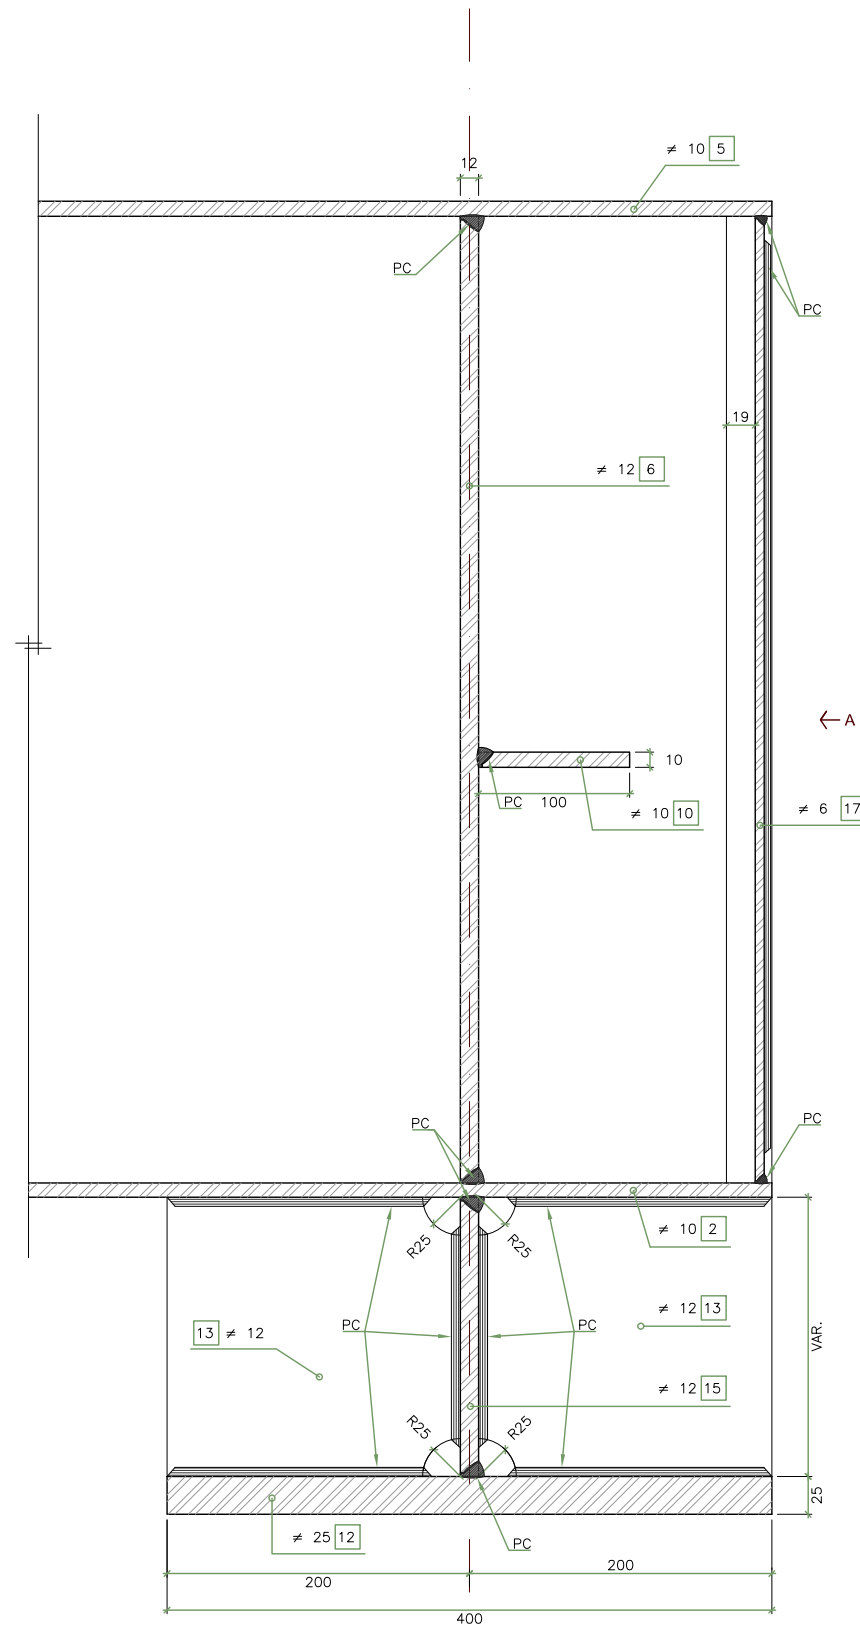 ≠ 10 5
12
PC
PC
19
≠ 12 6
A
10
PC 100
≠ 10 10
≠ 6 17
PC
PC
≠ 10 2
R25
R25
≠ 12 13
13 ≠ 12
PC
PC
VAR.
≠ 12 15
R25
R25
25
≠ 25 12
PC
200
200
400